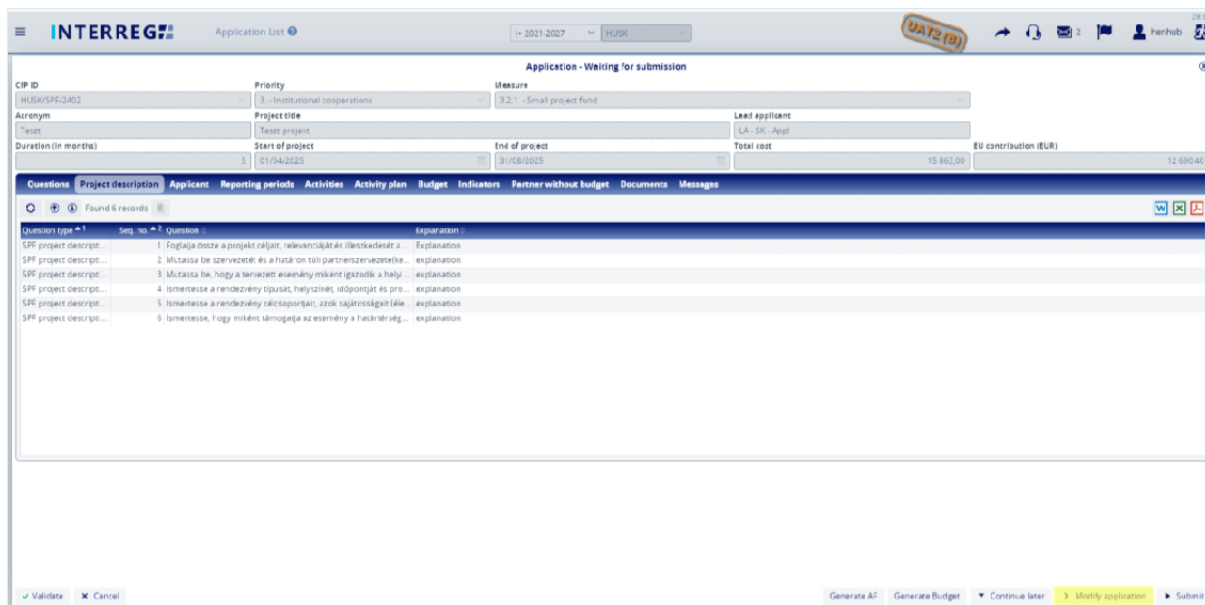 INTERREG
Application List
2021-2027 HUSK
UAT2 (B)
2
henhub
Application - Waiting for submission
CfP ID Priority Measure
HUSK/SPF/2402 3. - Institutional cooperations 3.2.1 - Small project fund
Acronym Project title Lead applicant
Teszt Teszt projekt LA - SK - Appl
Duration (in months) Start of project End of project Total cost EU contribution (EUR)
5 01/04/2025 31/08/2025 15 863,00 12 690,40
Questions Project description Applicant Reporting periods Activities Activity plan Budget Indicators Partner without budget Documents Messages
Found 6 records
Question type 1 Seq. no. 2 Question Explanation
SPF project descript... 1 Foglalja össze a projekt céljait, relevanciáját és illeszkedését a... Explanation
SPF project descript... 2 Mutassa be szervezetét és a határon túli partnerszervezete(ke... explanation
SPF project descript... 3 Mutassa be, hogy a tervezett esemény miként igazodik a helyi... explanation
SPF project descript... 4 Ismertesse a rendezvény típusát, helyszínét, időpontját és pro... explanation
SPF project descript... 5 Ismertesse a rendezvény célcsoportjait, azok sajátosságait (éle... explanation
SPF project descript... 6 Ismertesse, hogy miként támogatja az esemény a határtérség... explanation
Validate Cancel Generate AF Generate Budget Continue later Modify application Submit